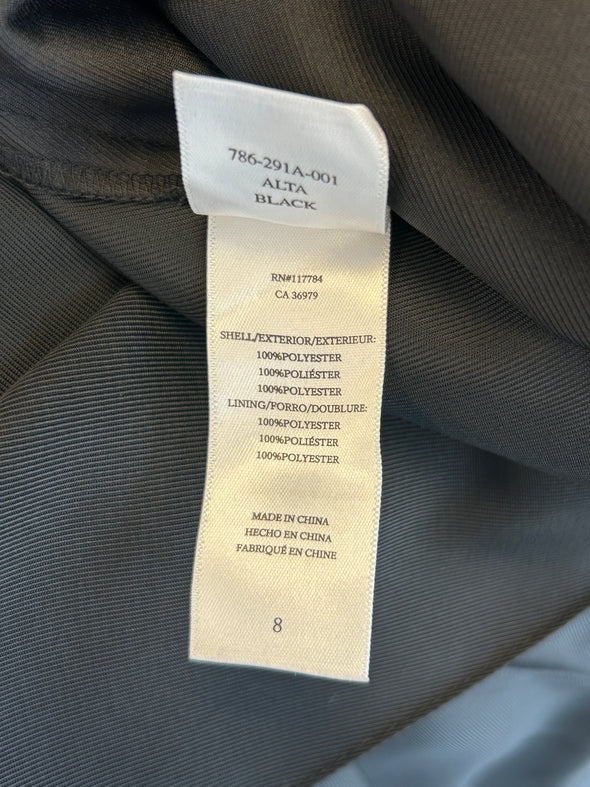 786-291A-001
ALTA
BLACK
RN#117784
CA 36979
SHELL/EXTERIOR/EXTERIEUR:
100%POLYESTER
100%POLIÉSTER
100%POLYESTER
LINING/FORRO/DOUBLURE:
100%POLYESTER
100%POLIÉSTER
100%POLYESTER
MADE IN CHINA
HECHO EN CHINA
FABRIQUÉ EN CHINE
8